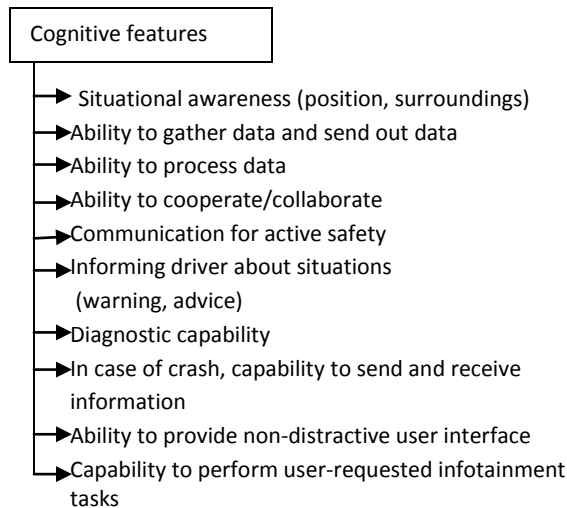 Cognitive features
Situational awareness (position, surroundings)
Ability to gather data and send out data
Ability to process data
Ability to cooperate/collaborate
Communication for active safety
Informing driver about situations
(warning, advice)
Diagnostic capability
In case of crash, capability to send and receive
information
Ability to provide non-distractive user interface
Capability to perform user-requested infotainment
tasks